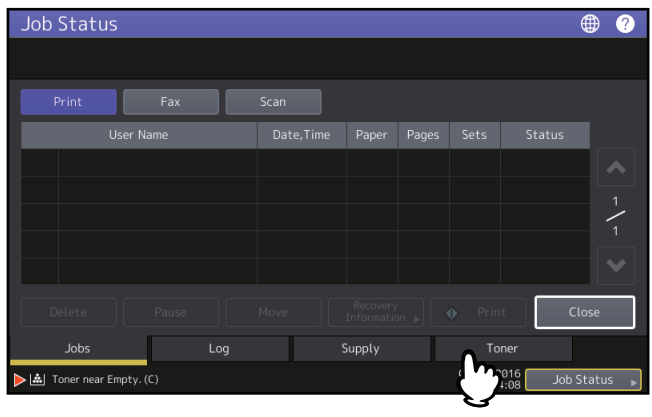 Job Status
?
Print Fax Scan
User Name Date,Time Paper Pages Sets Status
1
1
Delete Pause Move Recovery Informatio n Print Close
Jobs Log Supply Toner
Toner near Empty. (C)
Job Status